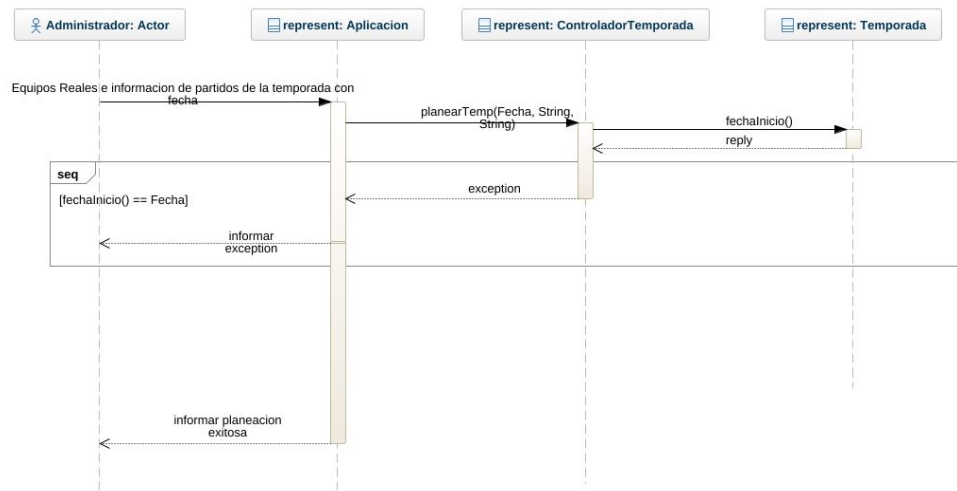 Administrador: Actor
represent: Aplicacion
represent: ControladorTemporada
represent: Temporada
Equipos Reales e informacion de partidos de la temporada con
fecha
planearTemp(Fecha, String,
String)
fechaInicio()
reply
seq
[fechaInicio() == Fecha]
exception
informar
exception
informar planeacion
exitosa